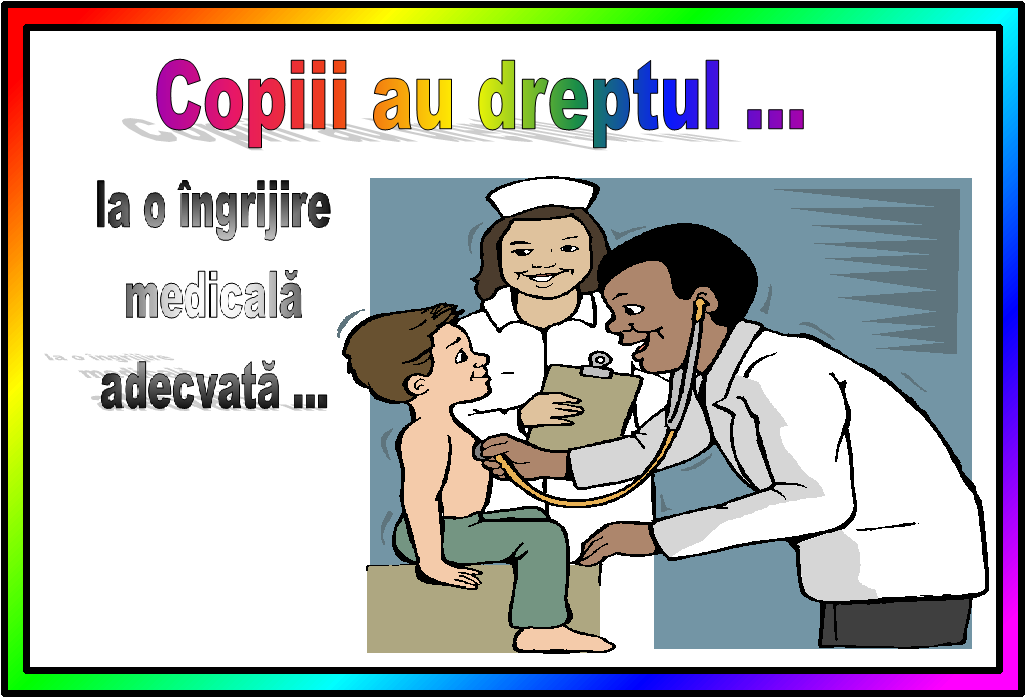 Copiii au dreptul ...
la o îngrijire
medicală
adecvată ...